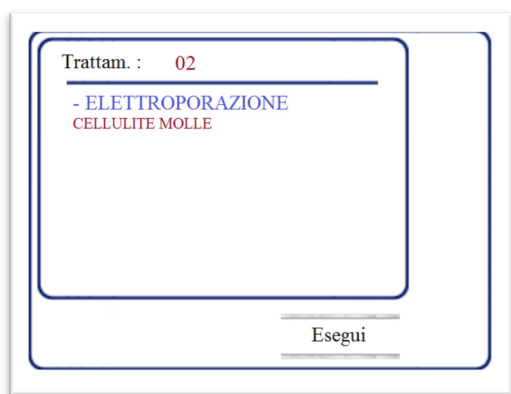 Trattam. : 02
- ELETTROPORAZIONE
CELLULITE MOLLE
Esegui